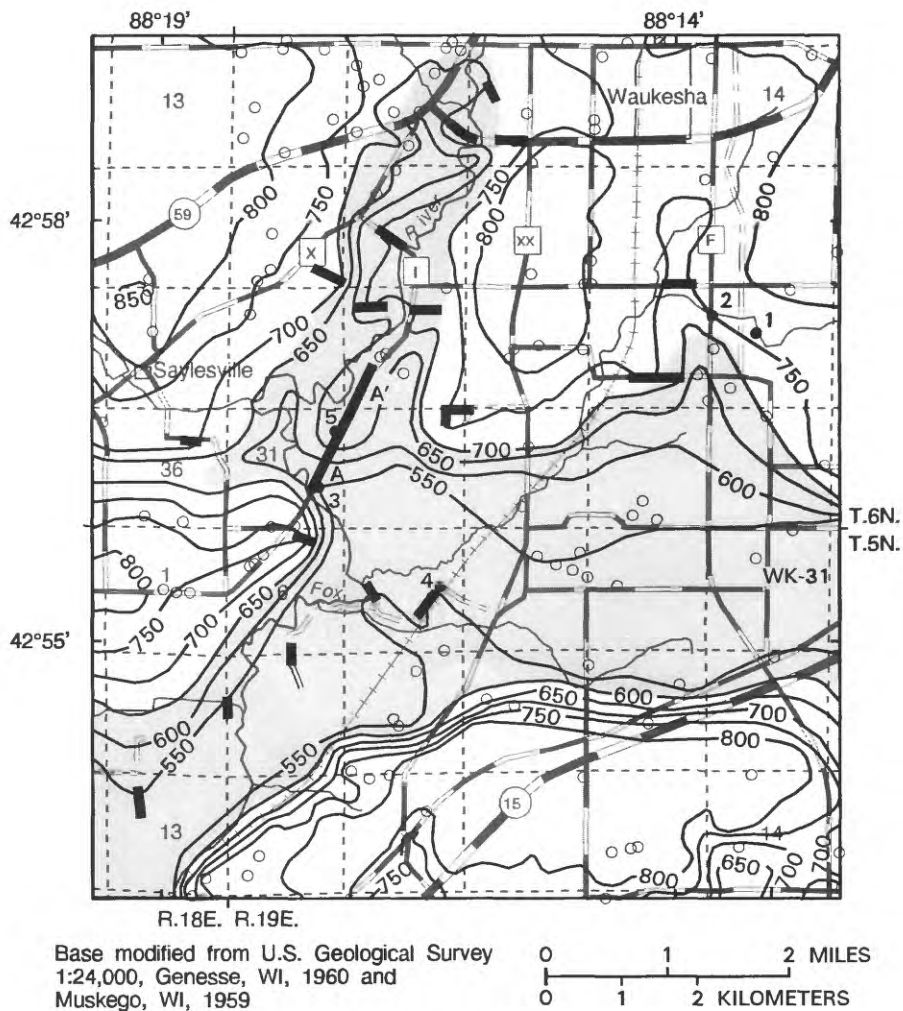 88°19' 88°14'
13 Waukesha 14
800 750
59 River 750
42°58' 800 800
X I XX F
850
700 2 1
650 750
Saylesville
A'
5
650 700
36 31 A 550 600
3
T.6N.
T.5N.
800 1 650 6 Fox 4 WK-31
750 700
42°55'
650 600
750 700
600 550 550 800
15
13 14
750 800 650 700 700
R.18E. R.19E.
Base modified from U.S. Geological Survey
1:24,000, Genesse, WI, 1960 and
Muskego, WI, 1959
0 1 2 MILES
0 1 2 KILOMETERS